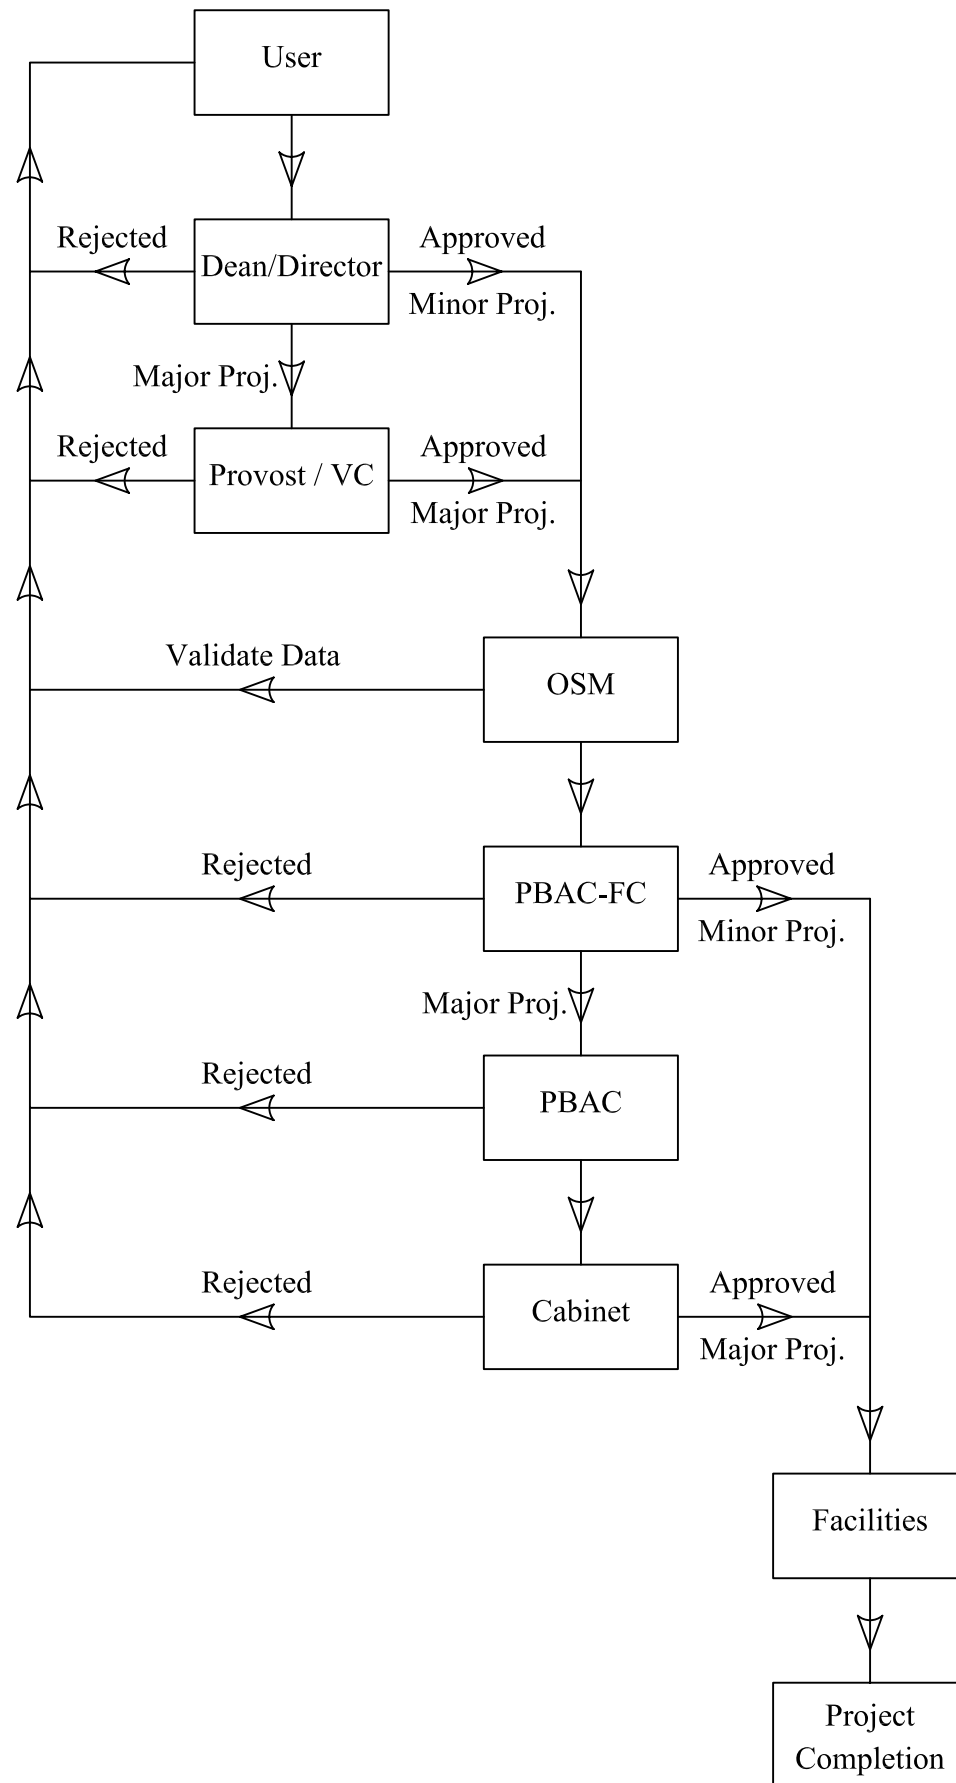 User
Rejected
Approved
Dean/Director
Minor Proj.
Major Proj.
Rejected
Approved
Provost / VC
Major Proj.
Validate Data
OSM
Rejected
Approved
PBAC-FC
Minor Proj.
Major Proj.
Rejected
PBAC
Rejected
Approved
Cabinet
Major Proj.
Facilities
Project
Completion